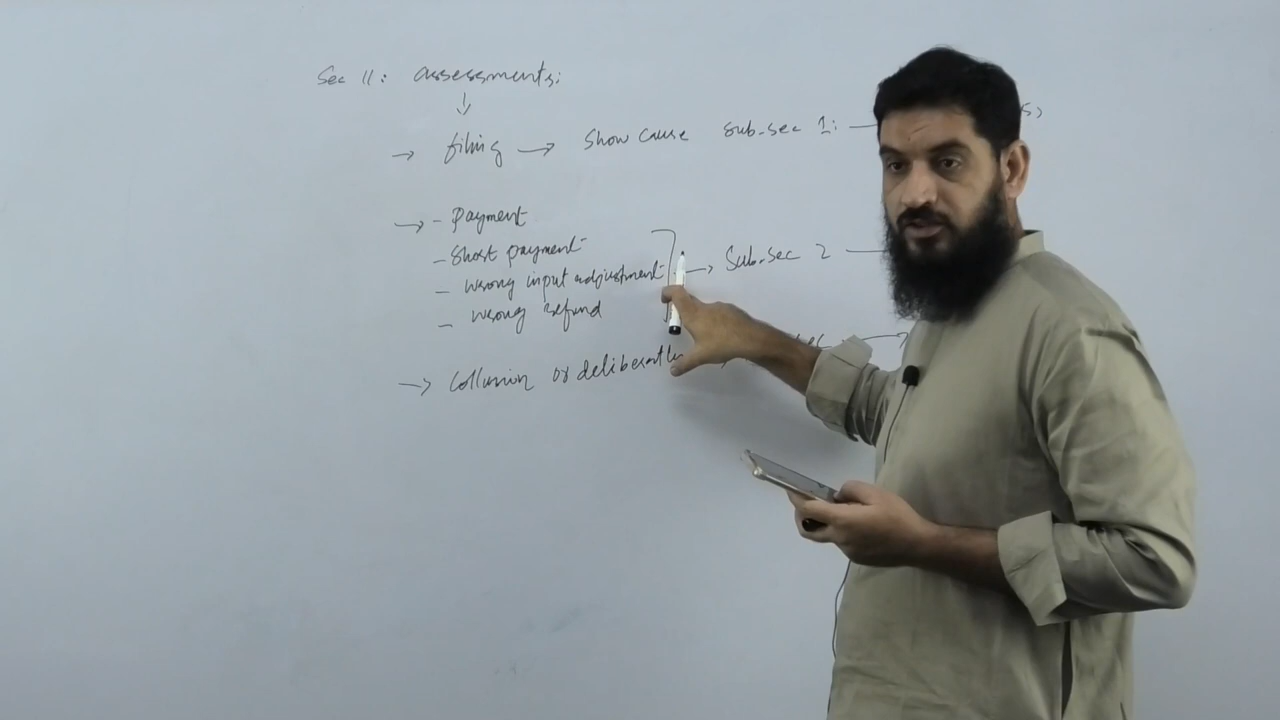 Sec 11: assessments;
→ filing → Show cause sub-sec 1: —
→ - Payment
- Short payment
- wrong input adjustment → Sub-sec 2 —
- wrong refund
→ Collusion or deliberately